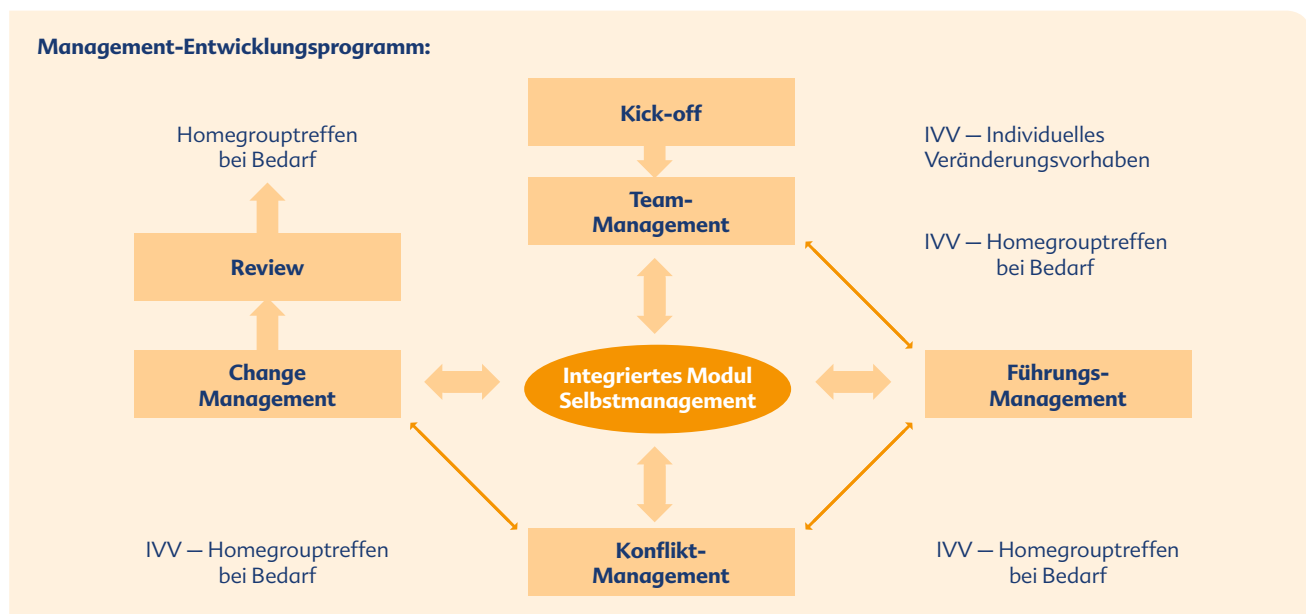 Management-Entwicklungsprogramm:
Kick-off
Homegrouptreffen
bei Bedarf
IVV – Individuelles
Veränderungsvorhaben
Team-
Management
IVV – Homegrouptreffen
bei Bedarf
Review
Change
Management
Integriertes Modul
Selbstmanagement
Führungs-
Management
IVV – Homegrouptreffen
bei Bedarf
Konflikt-
Management
IVV – Homegrouptreffen
bei Bedarf